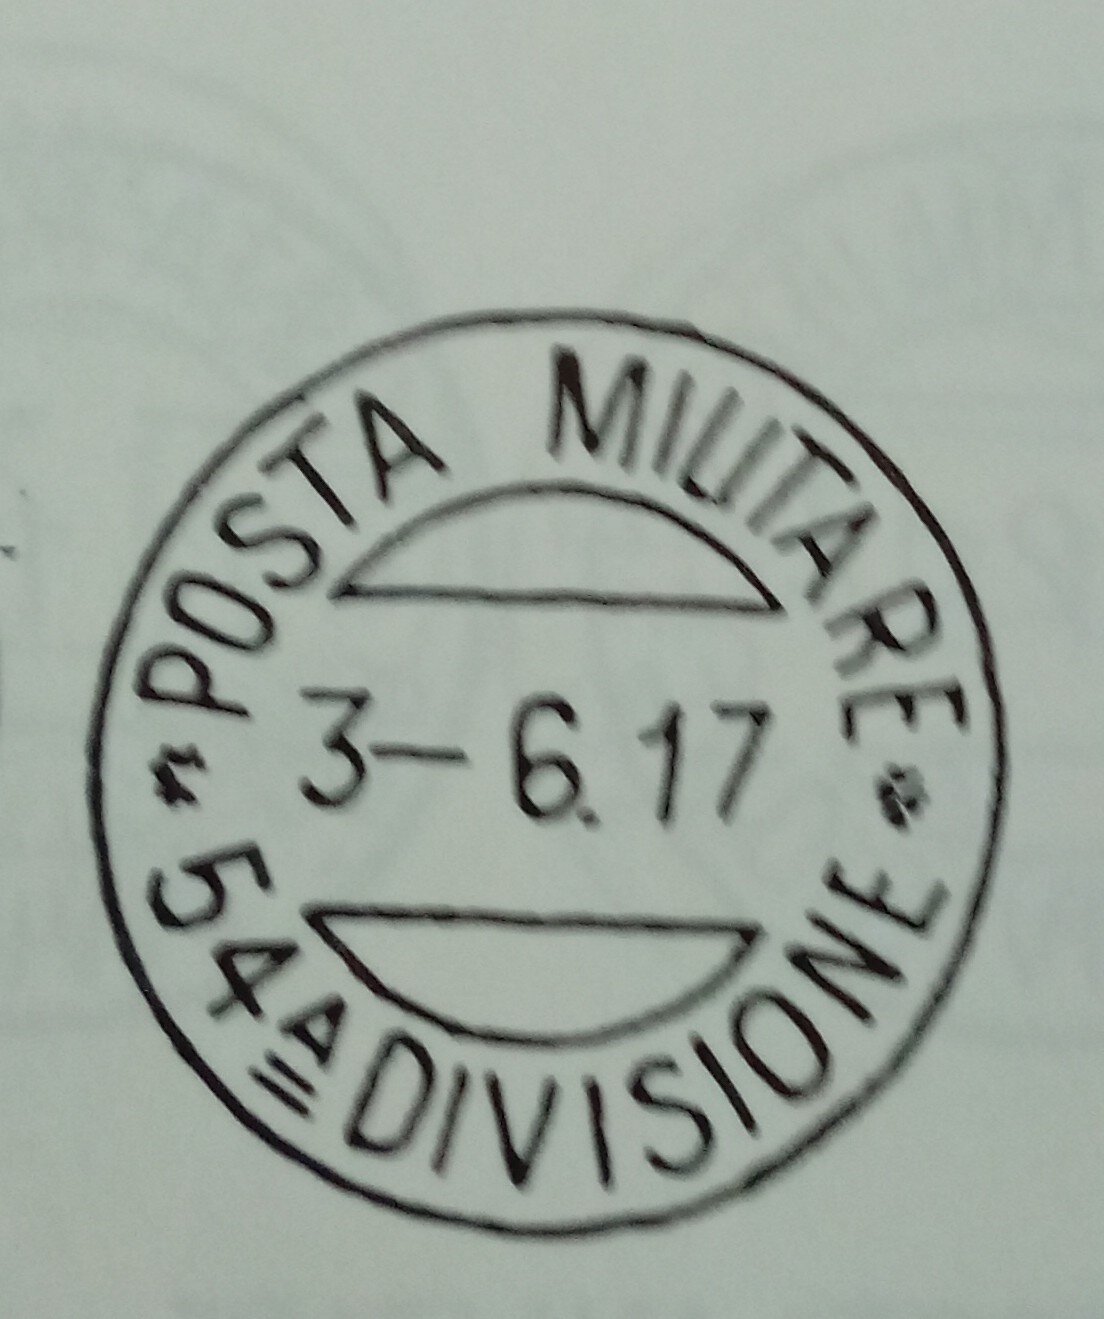 POSTA MILITARE
3- 6.17
54A DIVISIONE